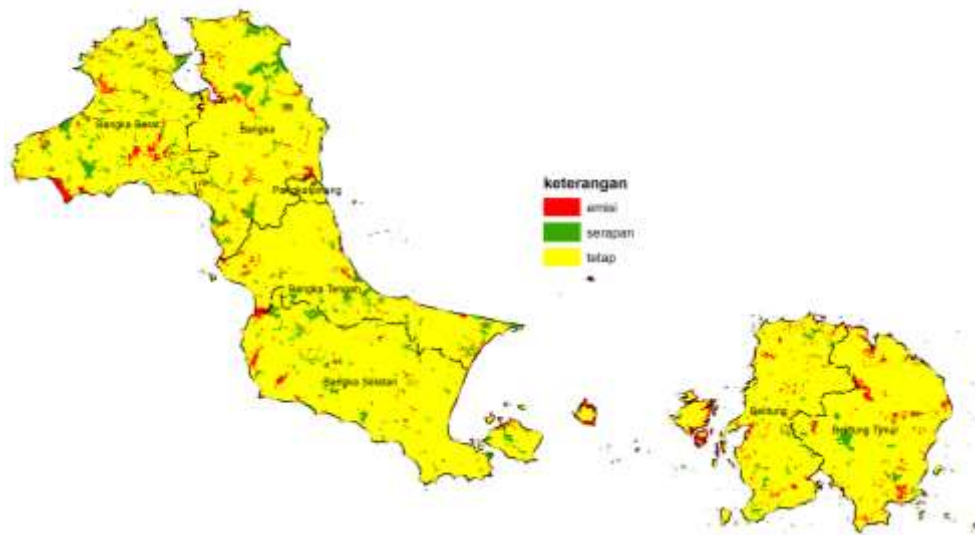 Bangka Barat
Bangka
Pangkalpinang
keterangan
emisi
serapan
tetap
Bangka Tengah
Bangka Selatan
Belitung
Belitung Timur